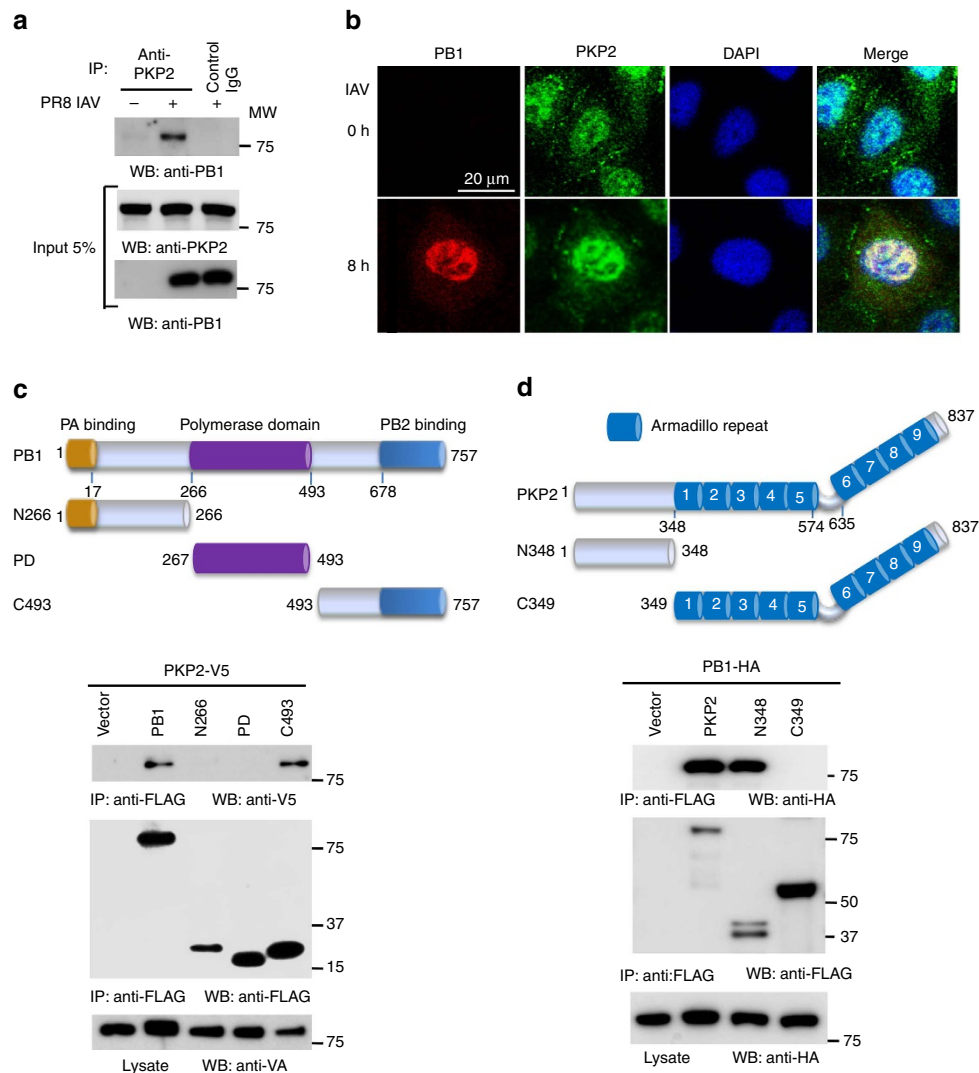 a
IP:
Anti-
PKP2
Control
IgG
PR8 IAV
– + +
MW
75
WB: anti-PB1
Input 5%
75
WB: anti-PKP2
75
WB: anti-PB1
b
PB1 PKP2 DAPI Merge
IAV
0 h
20 μm
8 h
c
PA binding Polymerase domain PB2 binding
PB1 1 757
17 266 493 678
N266 1 266
PD 267 493
C493 493 757
PKP2-V5
Vector PB1 N266 PD C493
75
IP: anti-FLAG WB: anti-V5
75
37
15
IP: anti-FLAG WB: anti-FLAG
75
Lysate WB: anti-VA
d
Armadillo repeat
837
PKP2 1 1 2 3 4 5 6 7 8 9
348 574 635
N348 1 348
837
C349 349 1 2 3 4 5 6 7 8 9
PB1-HA
Vector PKP2 N348 C349
75
IP: anti-FLAG WB: anti-HA
75
50
37
IP: anti:FLAG WB: anti-FLAG
75
Lysate WB: anti-HA